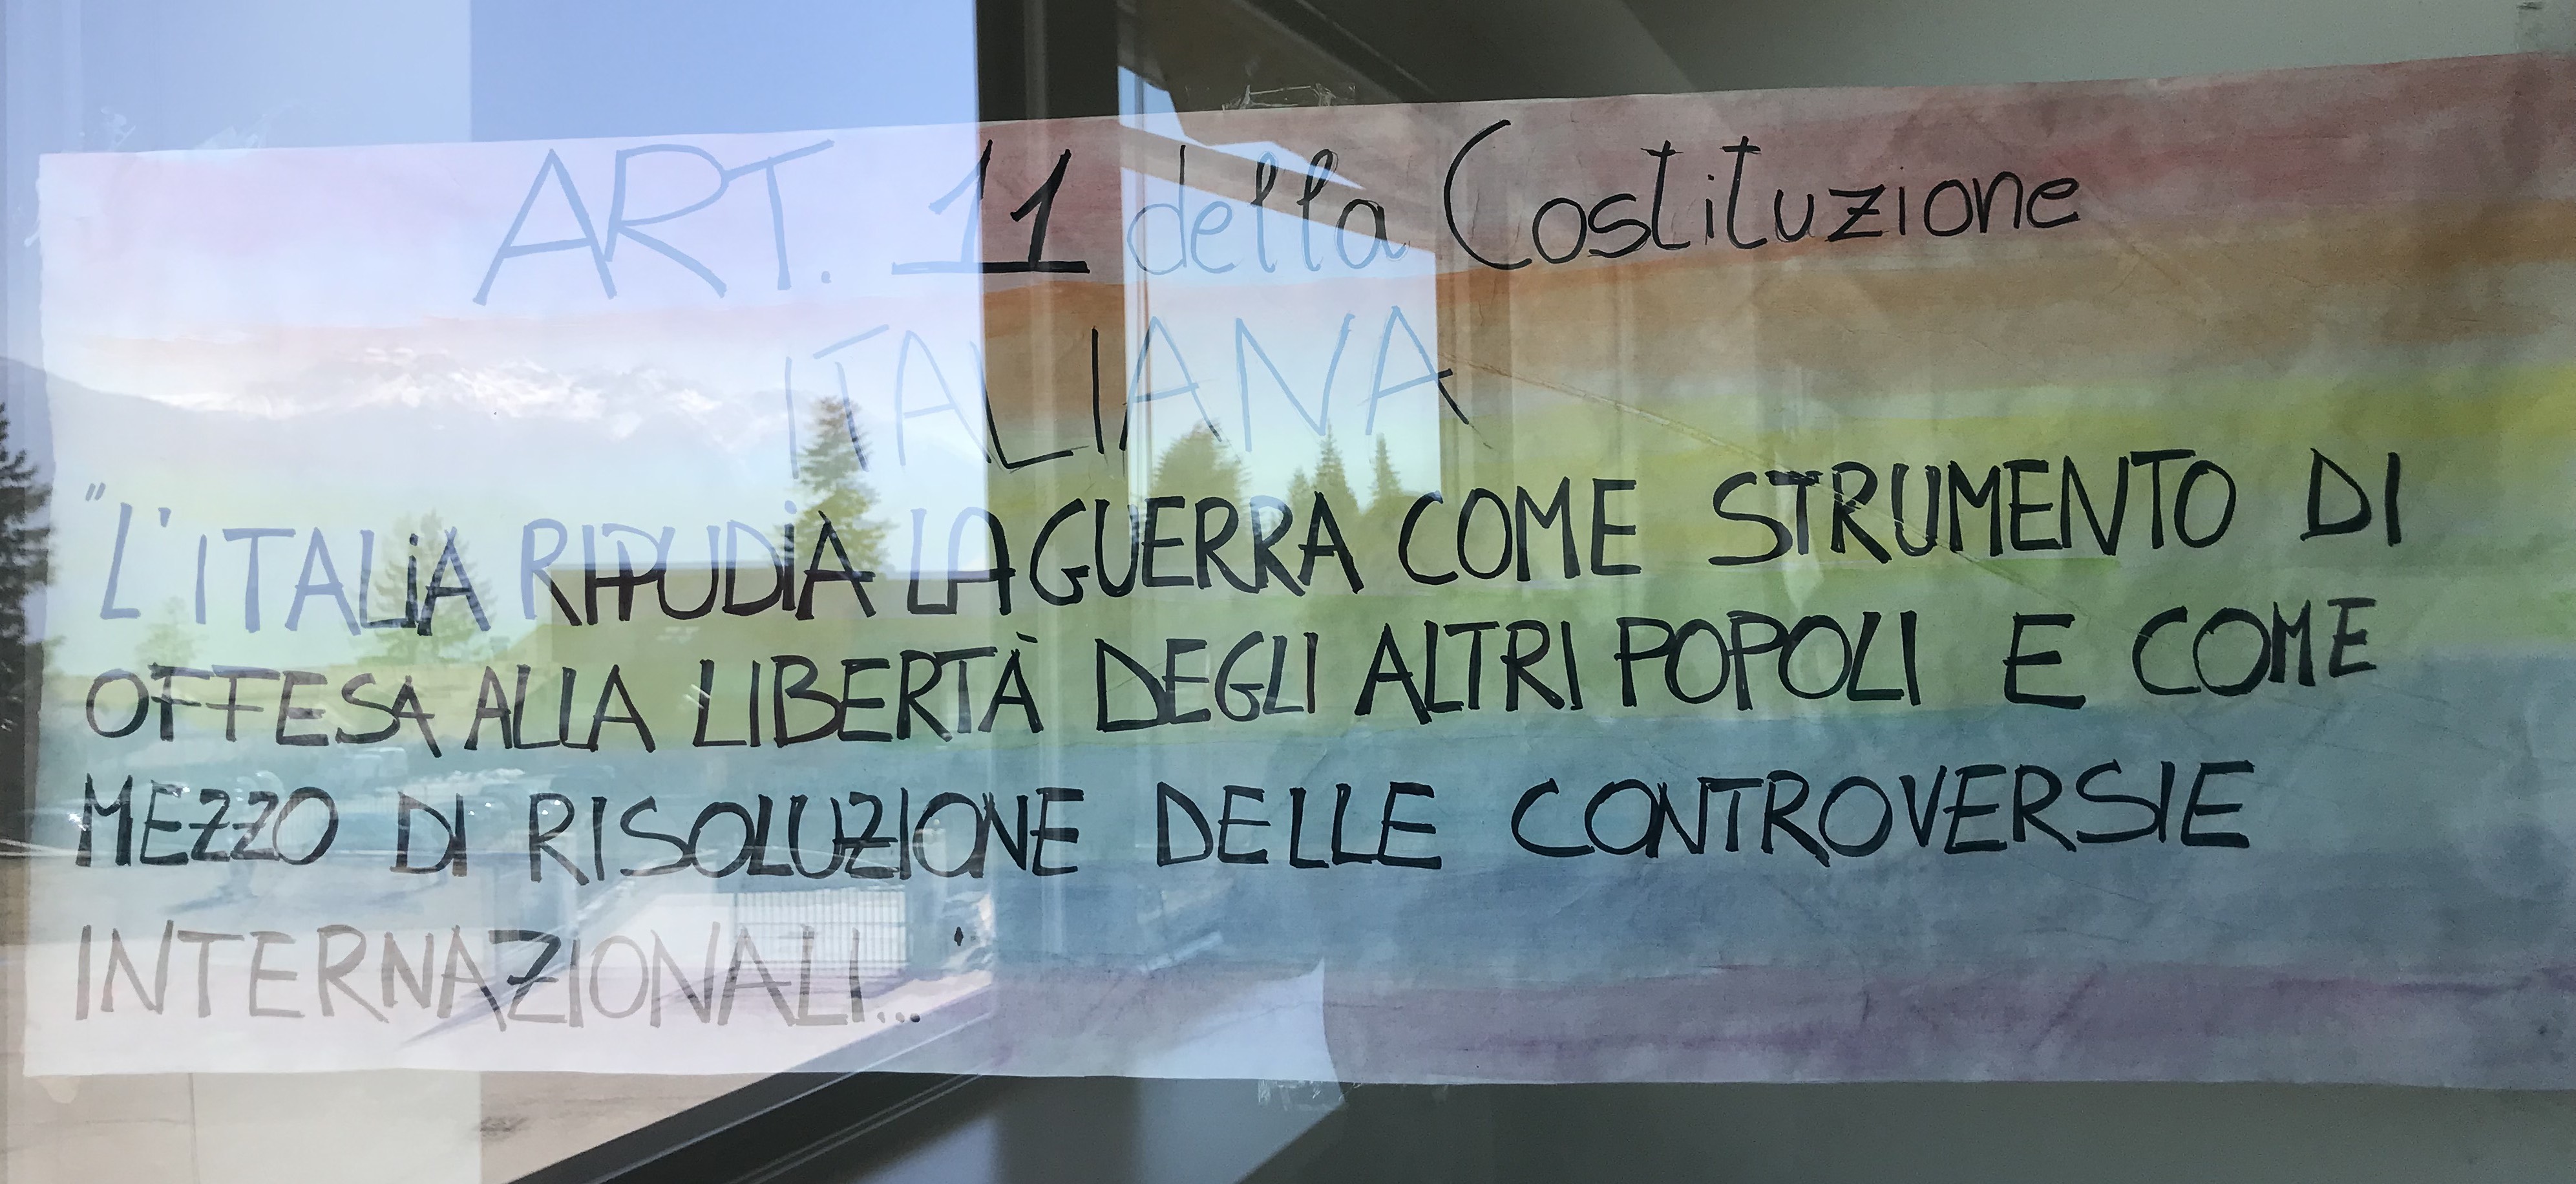 ART. 11 della Costituzione
ITALIANA
"L'ITALIA RIPUDIA LA GUERRA COME STRUMENTO DI
OFFESA ALLA LIBERTÀ DEGLI ALTRI POPOLI E COME
MEZZO DI RISOLUZIONE DELLE CONTROVERSIE
INTERNAZIONALI..."